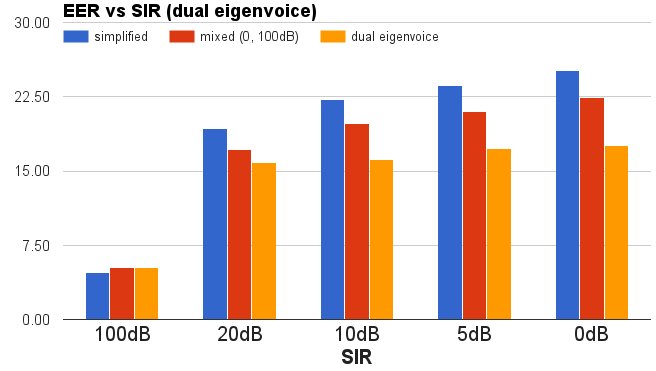 EER vs SIR (dual eigenvoice)
30.00
simplified
mixed (0, 100dB)
dual eigenvoice
22.50
15.00
7.50
0.00
100dB
20dB
10dB
5dB
0dB
SIR